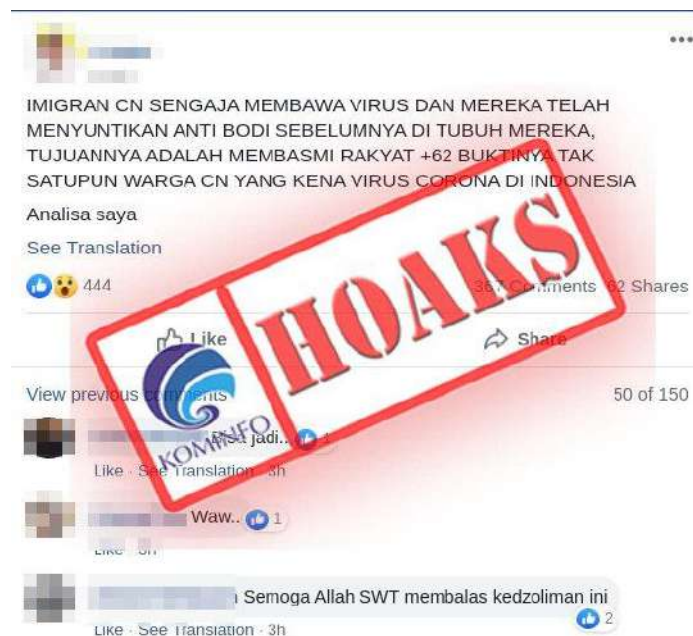 IMIGRAN CN SENGAJA MEMBAWA VIRUS DAN MEREKA TELAH
MENYUNTIKAN ANTI BODI SEBELUMNYA DI TUBUH MEREKA,
TUJUANNYA ADALAH MEMBASMI RAKYAT +62 BUKTINYA TAK
SATUPUN WARGA CN YANG KENA VIRUS CORONA DI INDONESIA
Analisa saya
See Translation
444
367 Comments 62 Shares
HOAKS
KOMINFO
Like
Share
View previous comments
50 of 150
Bisa jadi.. 1
Like · See Translation · 3h
Waw.. 1
Like · 3h
Semoga Allah SWT membalas kedzoliman ini
2
Like · See Translation · 3h